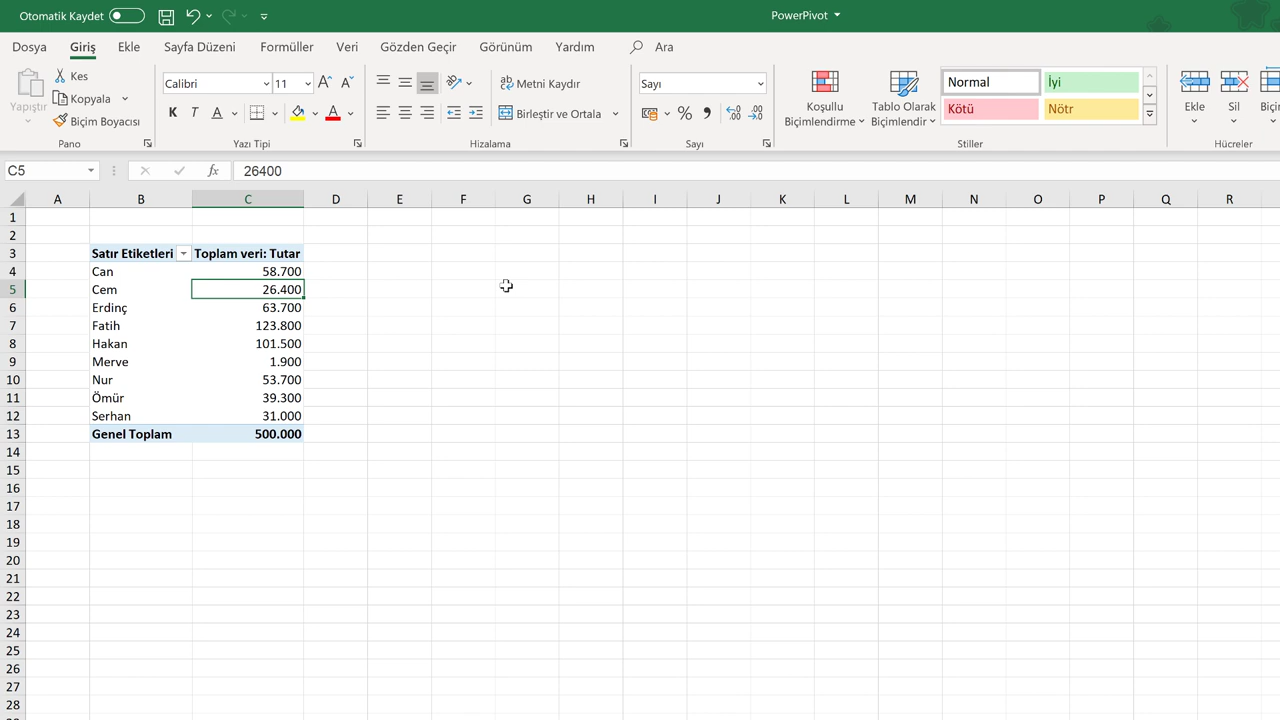 Otomatik Kaydet
PowerPivot
Dosya Giriş Ekle Sayfa Düzeni Formüller Veri Gözden Geçir Görünüm Yardım Ara
Yapıştır
Kes
Kopyala
Biçim Boyacısı
Pano
Calibri 11
K T A A A
Yazı Tipi
Metni Kaydır
Birleştir ve Ortala
Hizalama
Sayı
Sayı
Koşullu
Biçimlendirme
Tablo Olarak
Biçimlendir
Normal İyi
Kötü Nötr
Stiller
Ekle Sil Biçi
Hücreler
C5 fx 26400
A B C D E F G H I J K L M N O P Q R
1
2
3 Satır Etiketleri Toplam veri: Tutar
4 Can 58.700
5 Cem 26.400
6 Erdinç 63.700
7 Fatih 123.800
8 Hakan 101.500
9 Merve 1.900
10 Nur 53.700
11 Ömür 39.300
12 Serhan 31.000
13 Genel Toplam 500.000
14
15
16
17
18
19
20
21
22
23
24
25
26
27
28